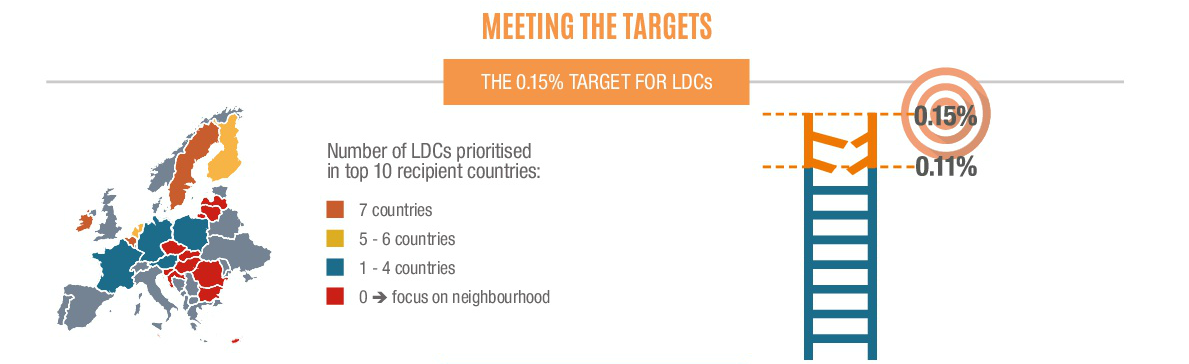 MEETING THE TARGETS
THE 0.15% TARGET FOR LDCs
0.15%
0.11%
Number of LDCs prioritised
in top 10 recipient countries:
7 countries
5 - 6 countries
1 - 4 countries
0 ➔ focus on neighbourhood